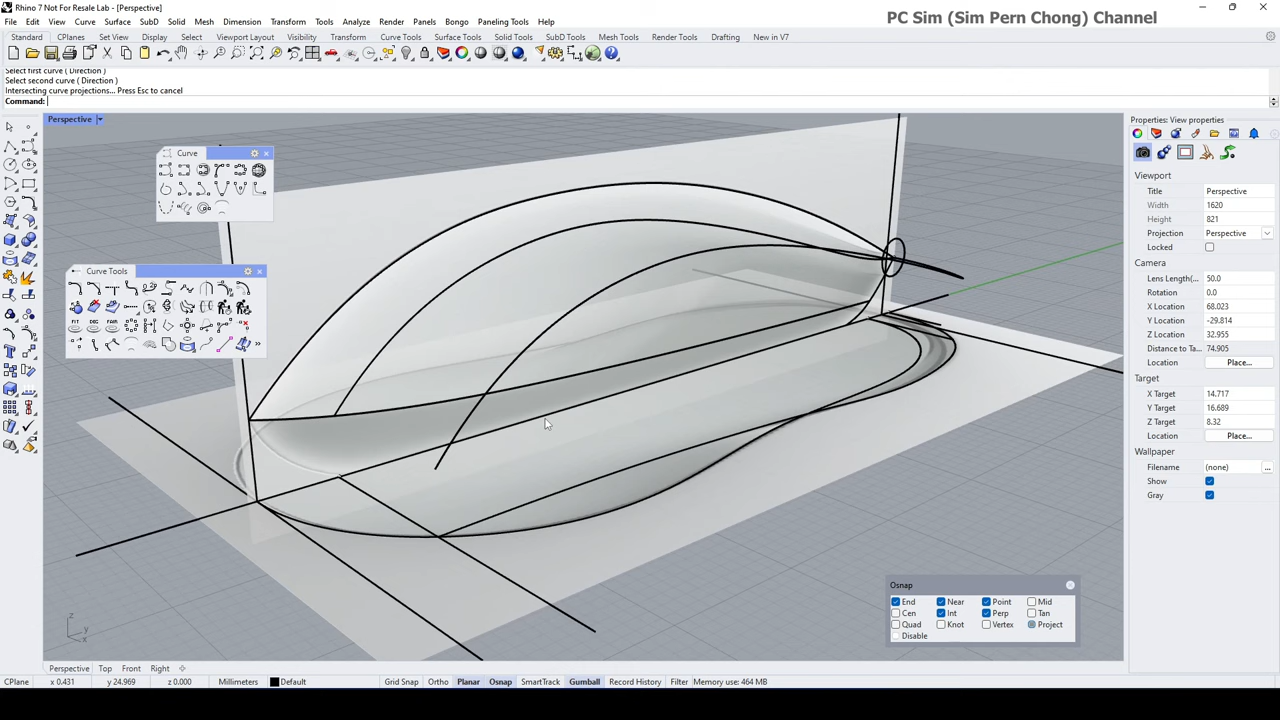 Rhino 7 Not For Resale Lab - [Perspective]
PC Sim (Sim Pern Chong) Channel
File Edit View Curve Surface SubD Solid Mesh Dimension Transform Tools Analyze Render Panels Bongo Paneling Tools Help
Standard CPlanes Set View Display Select Viewport Layout Visibility Transform Curve Tools Surface Tools Solid Tools SubD Tools Mesh Tools Render Tools Drafting New in V7
Select first curve ( Direction )
Select second curve ( Direction )
Intersecting curve projections... Press Esc to cancel
Command:
Perspective
Curve
Curve Tools
Properties: View properties
Viewport
Title Perspective
Width 1620
Height 821
Projection Perspective
Locked
Camera
Lens Length(... 50.0
Rotation 0.0
X Location 68.023
Y Location -29.814
Z Location 32.955
Distance to Ta... 74.905
Location Place...
Target
X Target 14.717
Y Target 16.689
Z Target 8.32
Location Place...
Wallpaper
Filename (none) ...
Show
Gray
Osnap
End Near Point Mid
Cen Int Perp Tan
Quad Knot Vertex Project
Disable
z
y
x
Perspective Top Front Right
CPlane x 0.431 y 24.969 z 0.000 Millimeters Default Grid Snap Ortho Planar Osnap SmartTrack Gumball Record History Filter Memory use: 464 MB